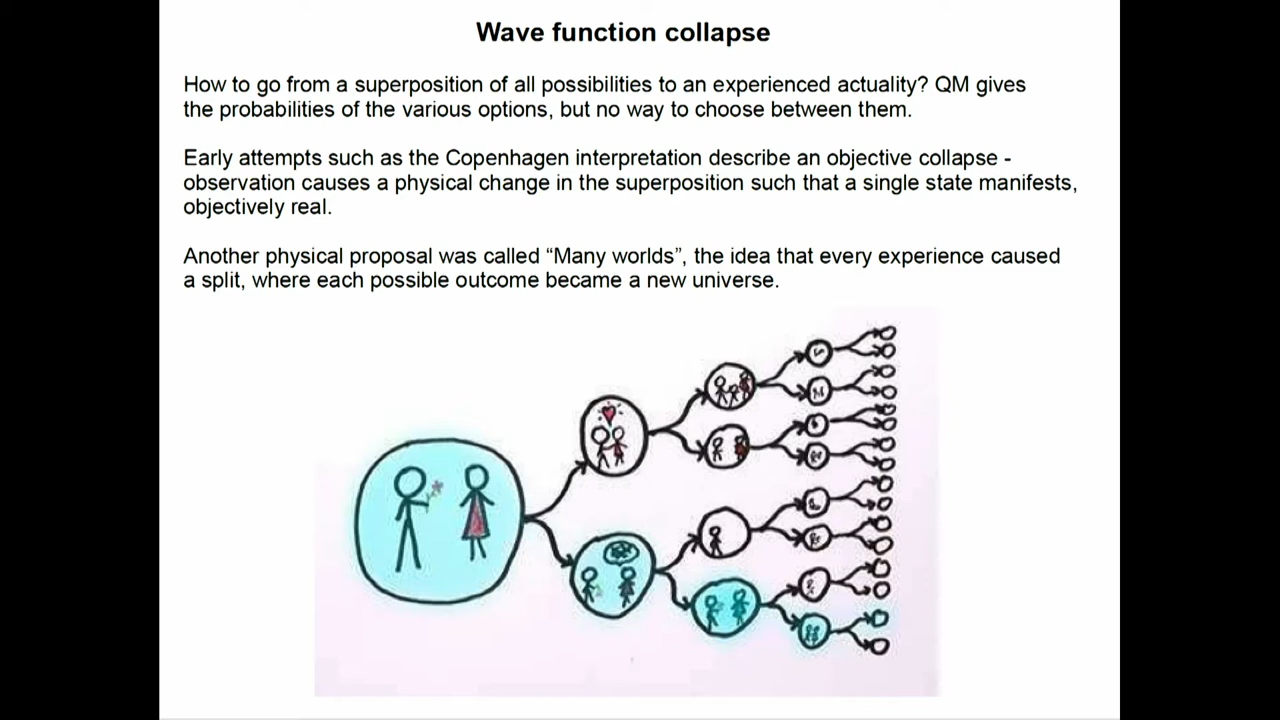 Wave function collapse
How to go from a superposition of all possibilities to an experienced actuality? QM gives
the probabilities of the various options, but no way to choose between them.
Early attempts such as the Copenhagen interpretation describe an objective collapse -
observation causes a physical change in the superposition such that a single state manifests,
objectively real.
Another physical proposal was called “Many worlds”, the idea that every experience caused
a split, where each possible outcome became a new universe.